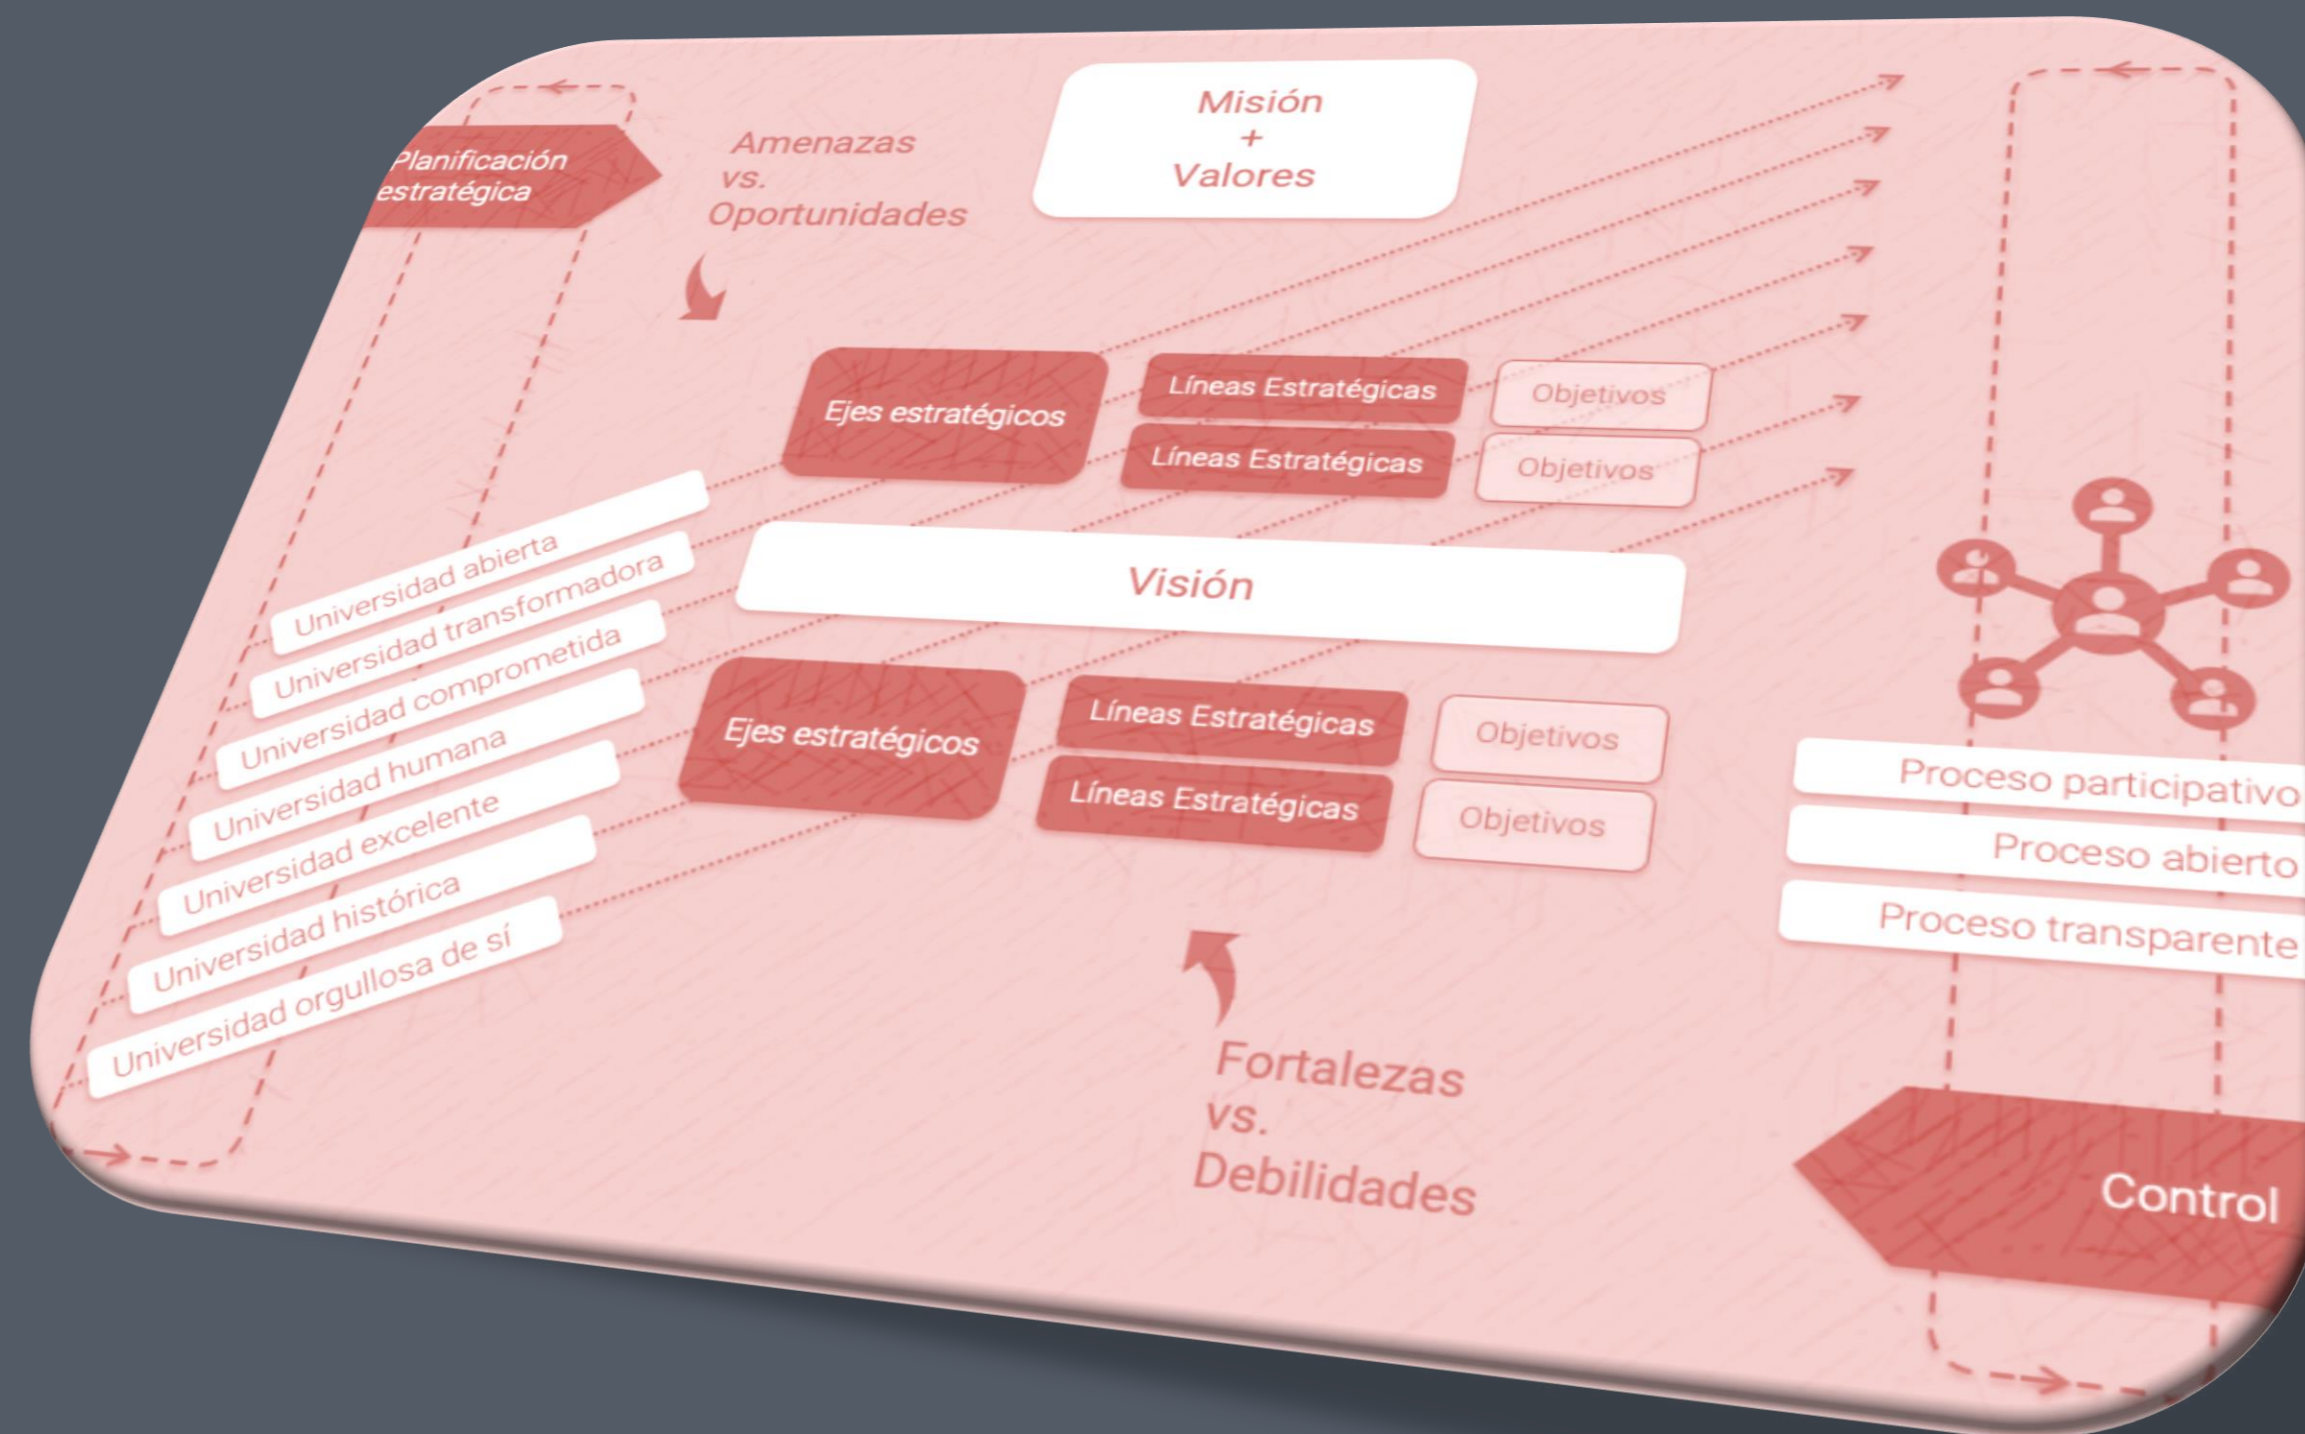 Planificación
estratégica
Amenazas
vs.
Oportunidades
Misión
+
Valores
Ejes estratégicos
Líneas Estratégicas
Objetivos
Líneas Estratégicas
Objetivos
Visión
Ejes estratégicos
Líneas Estratégicas
Objetivos
Líneas Estratégicas
Objetivos
Universidad abierta
Universidad transformadora
Universidad comprometida
Universidad humana
Universidad excelente
Universidad histórica
Universidad orgullosa de sí
Fortalezas
vs.
Debilidades
Proceso participativo
Proceso abierto
Proceso transparente
Control